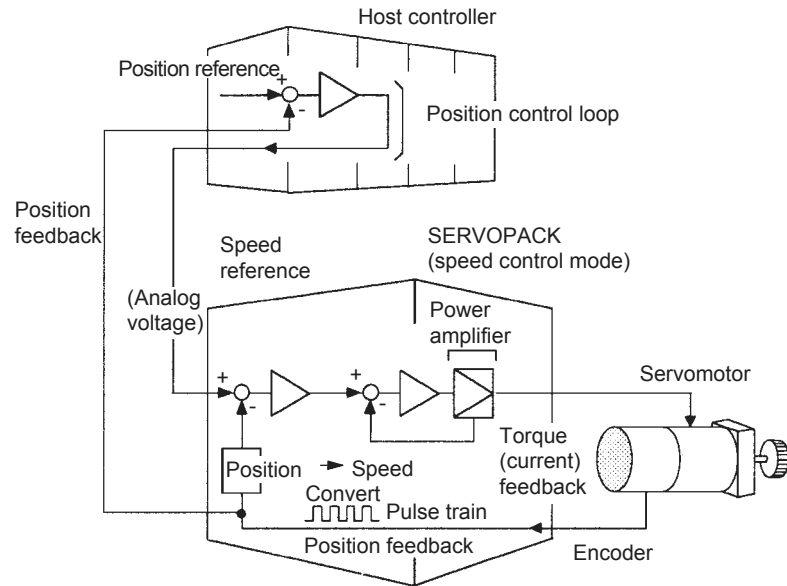 Host controller
Position reference
+
-
Position control loop
Position
feedback
Speed
reference
SERVOPACK
(speed control mode)
(Analog
voltage)
Power
amplifier
+
-
+
-
Servomotor
Torque
(current)
feedback
Position
Speed
Convert
Pulse train
Position feedback
Encoder